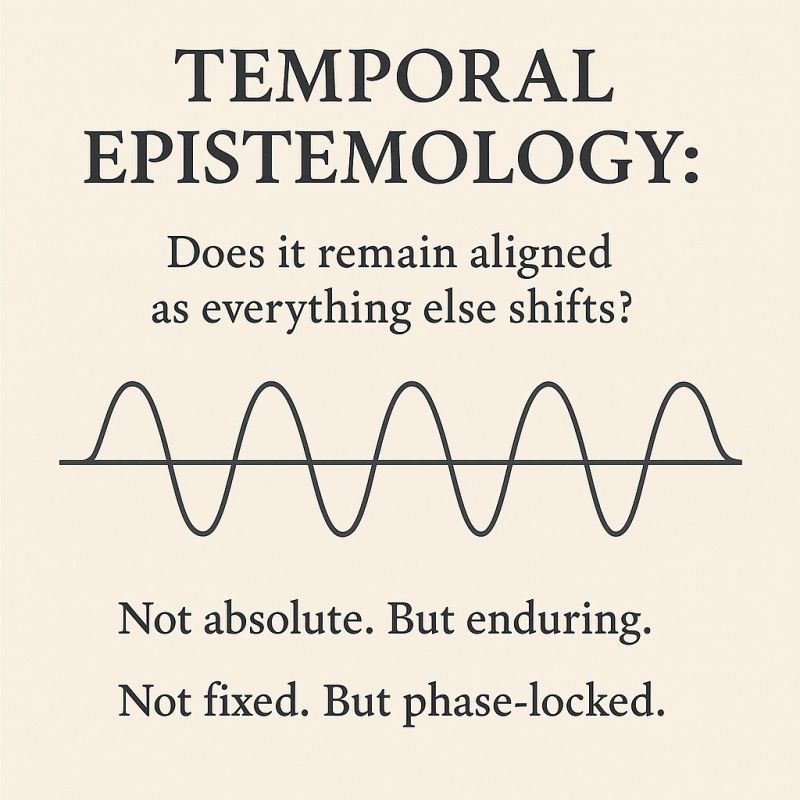 TEMPORAL
EPISTEMOLOGY:
Does it remain aligned
as everything else shifts?
Not absolute. But enduring.
Not fixed. But phase-locked.